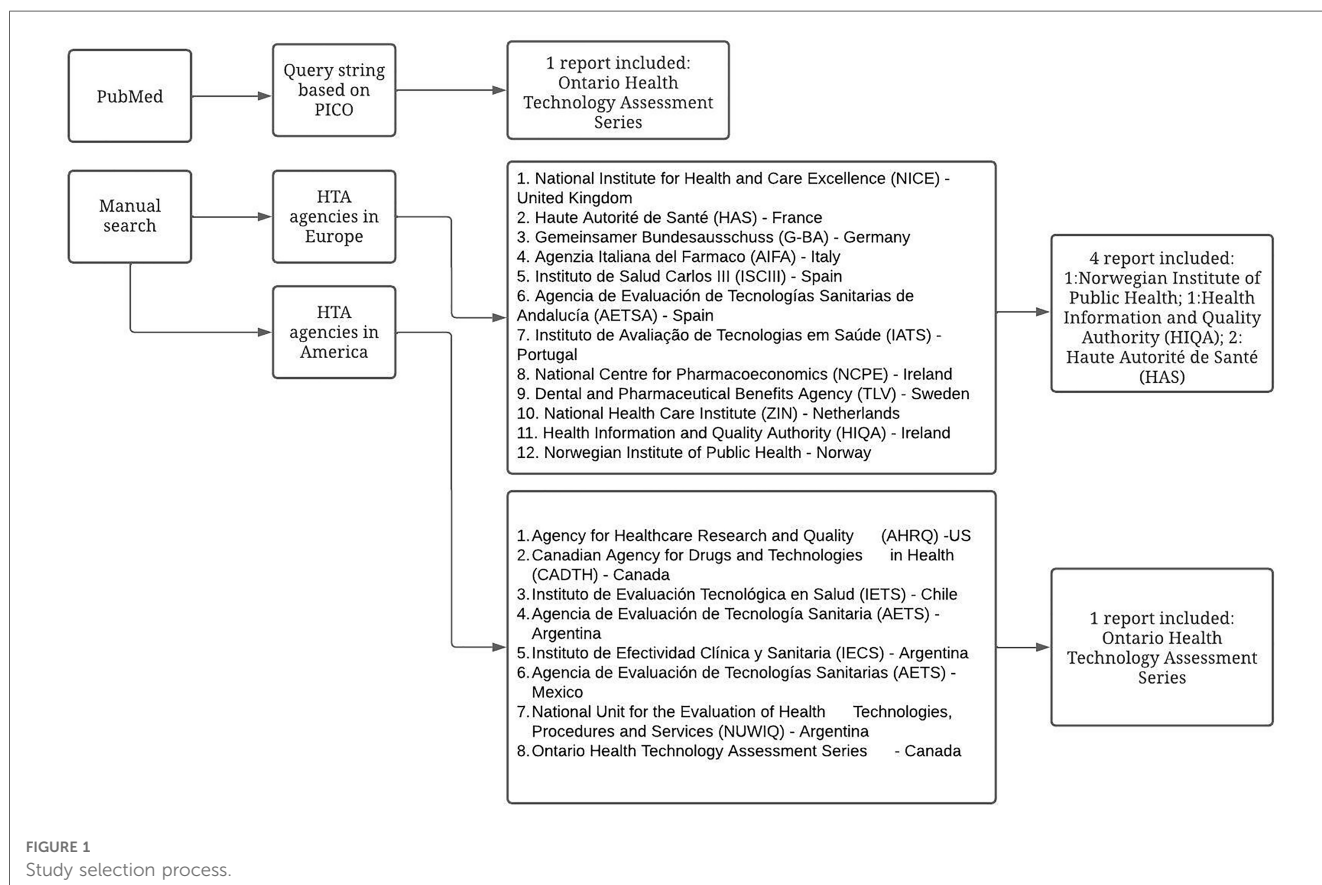 PubMed
Query string
based on
PICO
1 report included:
Ontario Health
Technology Assessment
Series
Manual
search
HTA
agencies in
Europe
HTA
agencies in
America
1. National Institute for Health and Care Excellence (NICE) -
United Kingdom
2. Haute Autorité de Santé (HAS) - France
3. Gemeinsamer Bundesausschuss (G-BA) - Germany
4. Agenzia Italiana del Farmaco (AIFA) - Italy
5. Instituto de Salud Carlos III (ISCIII) - Spain
6. Agencia de Evaluación de Tecnologías Sanitarias de
Andalucía (AETSA) - Spain
7. Instituto de Avaliação de Tecnologias em Saúde (IATS) -
Portugal
8. National Centre for Pharmacoeconomics (NCPE) - Ireland
9. Dental and Pharmaceutical Benefits Agency (TLV) - Sweden
10. National Health Care Institute (ZIN) - Netherlands
11. Health Information and Quality Authority (HIQA) - Ireland
12. Norwegian Institute of Public Health - Norway
4 report included:
1:Norwegian Institute of
Public Health; 1:Health
Information and Quality
Authority (HIQA); 2:
Haute Autorité de Santé
(HAS)
1. Agency for Healthcare Research and Quality (AHRQ) -US
2. Canadian Agency for Drugs and Technologies in Health
(CADTH) - Canada
3. Instituto de Evaluación Tecnológica en Salud (IETS) - Chile
4. Agencia de Evaluación de Tecnología Sanitaria (AETS) -
Argentina
5. Instituto de Efectividad Clínica y Sanitaria (IECS) - Argentina
6. Agencia de Evaluación de Tecnologías Sanitarias (AETS) -
Mexico
7. National Unit for the Evaluation of Health Technologies,
Procedures and Services (NUWIQ) - Argentina
8. Ontario Health Technology Assessment Series - Canada
1 report included:
Ontario Health
Technology Assessment
Series
FIGURE 1
Study selection process.